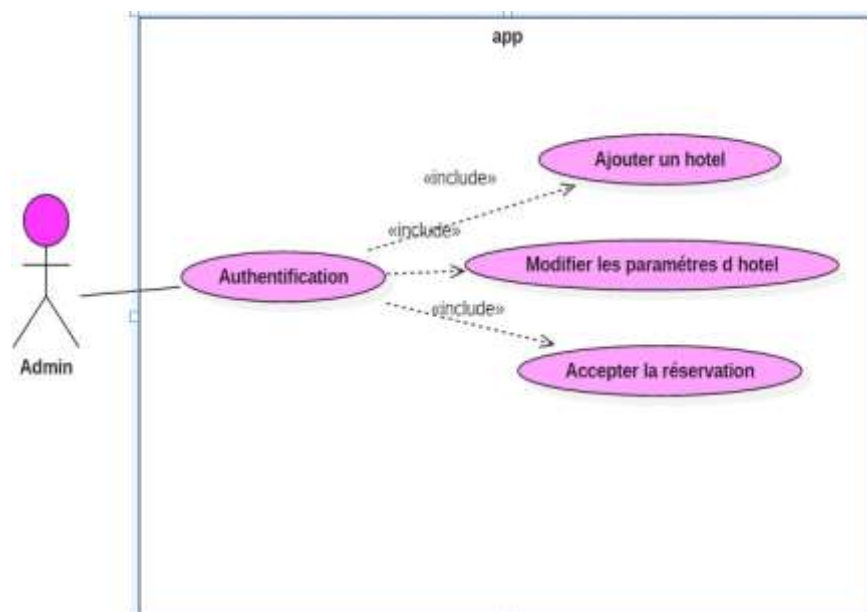 app
Ajouter un hotel
«include»
«include»
Modifier les paramétres d hotel
Authentification
«include»
Admin
Accepter la réservation